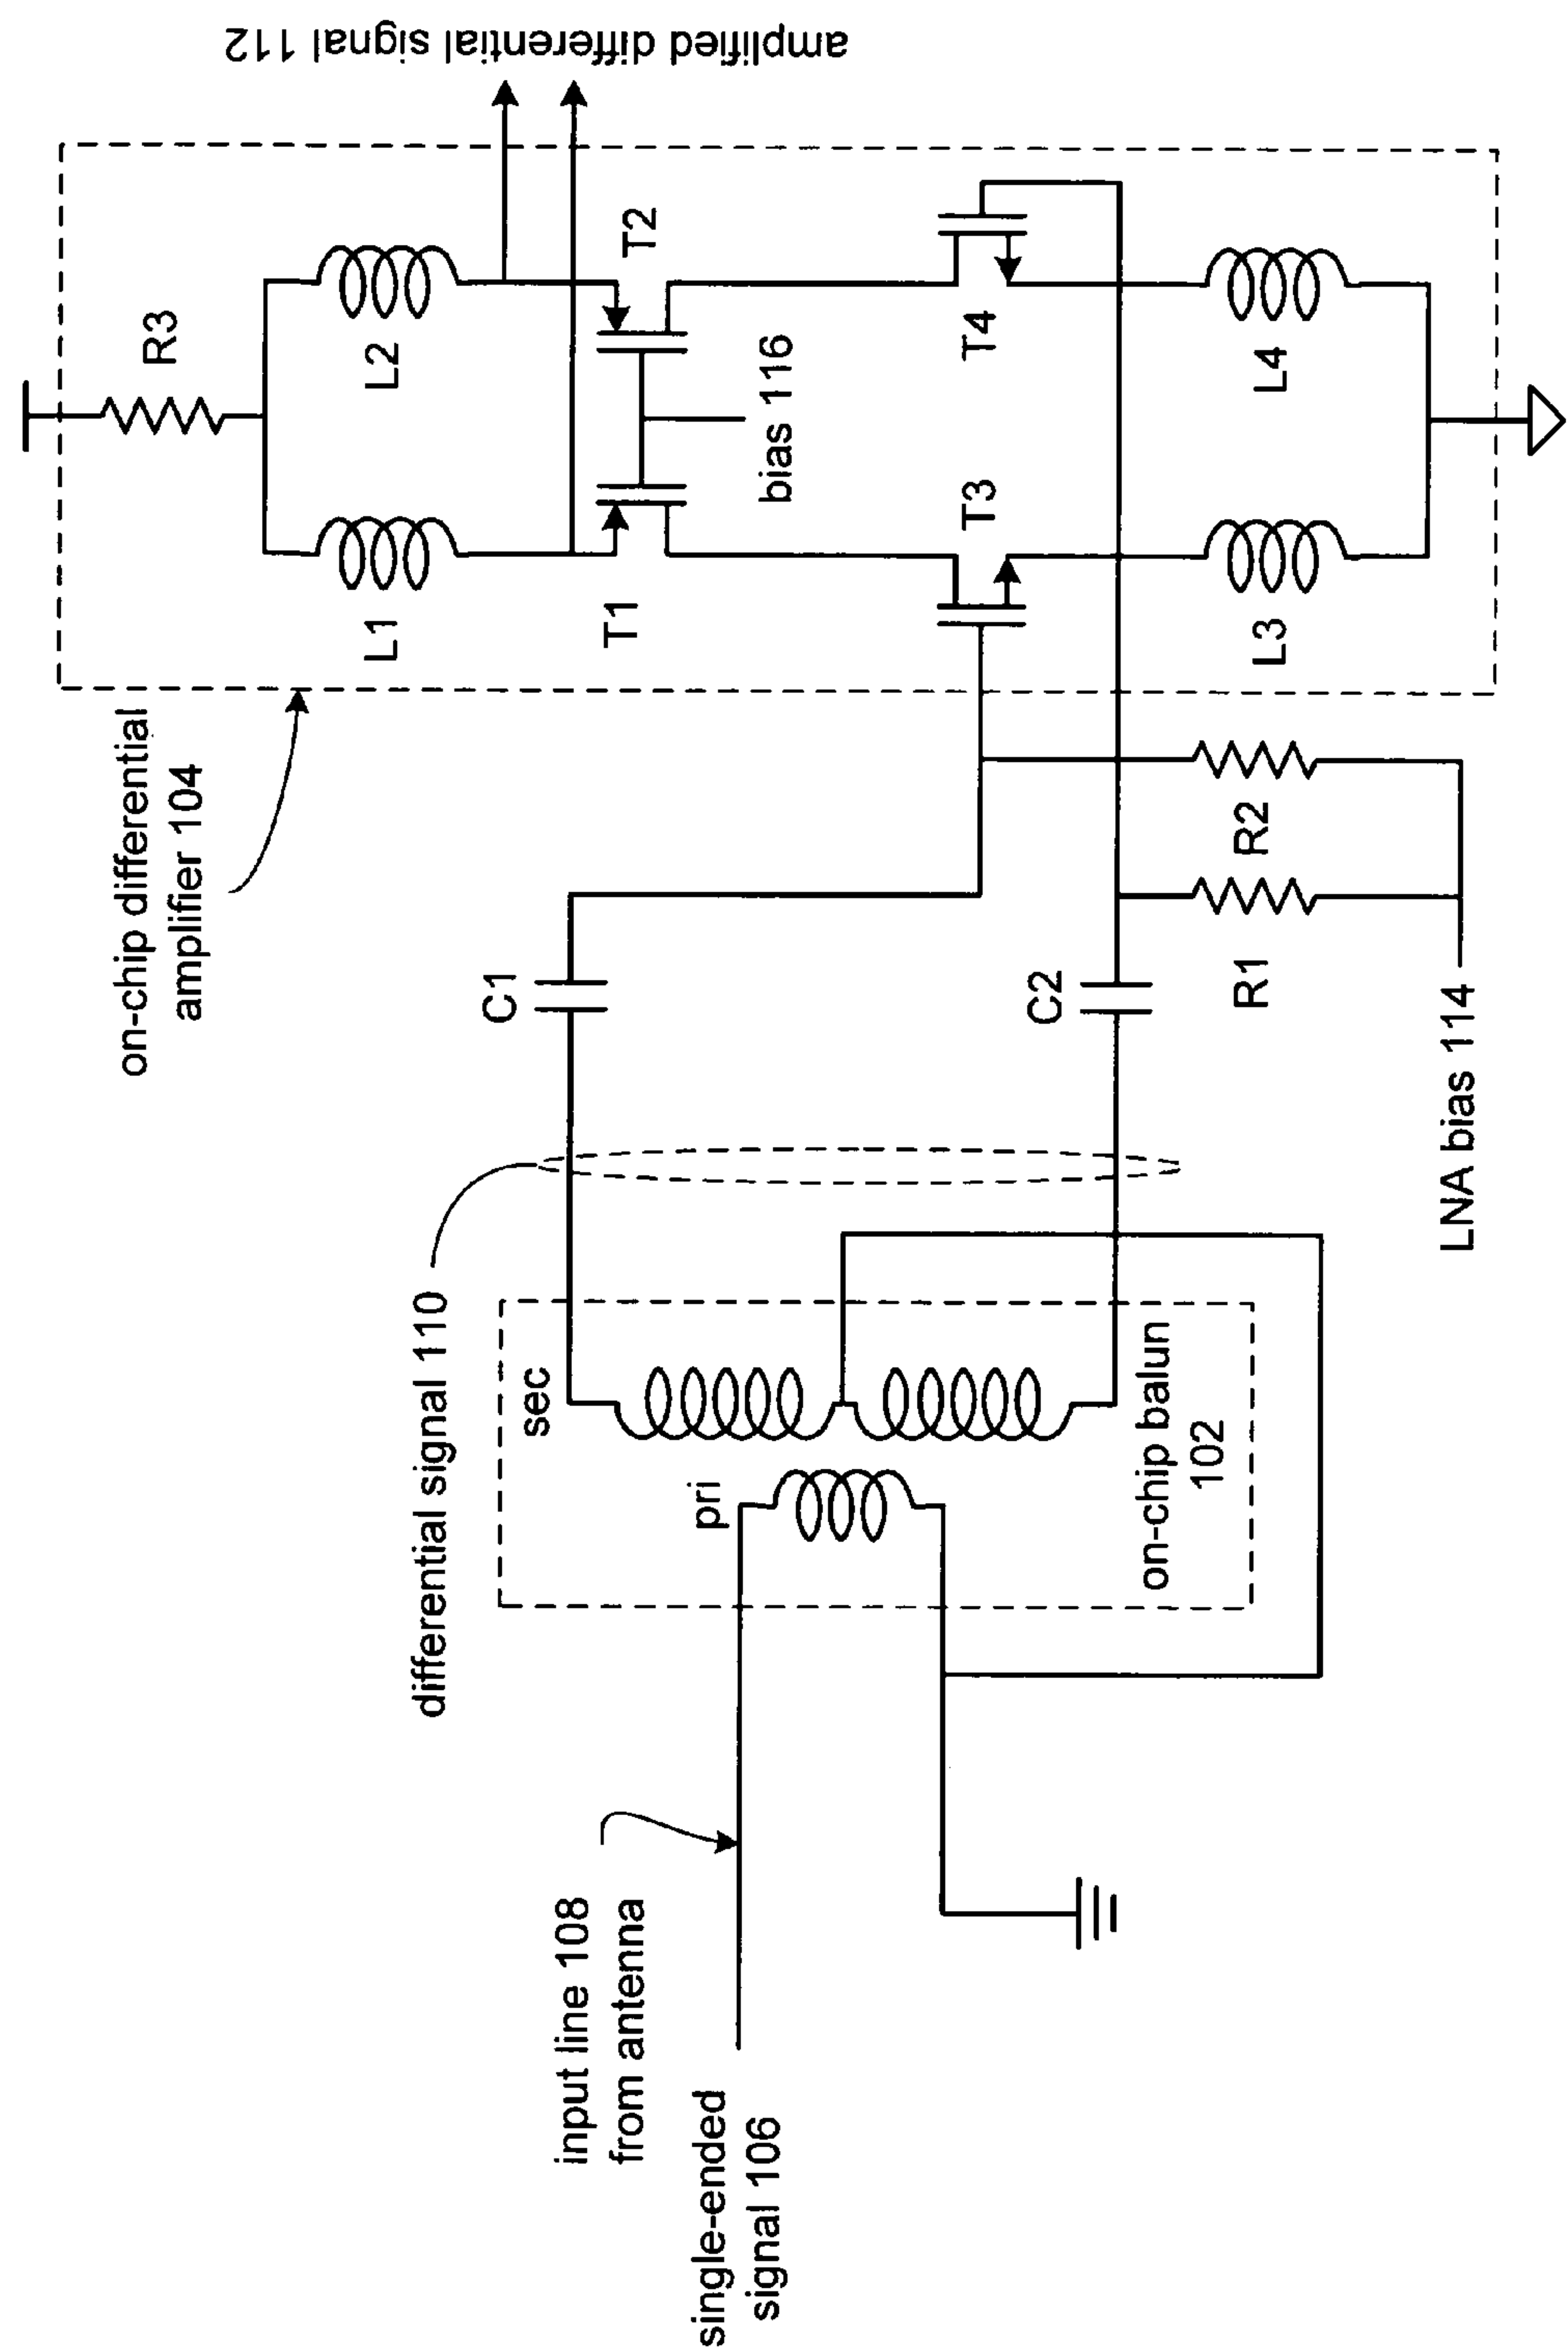 single-ended
signal 106
input line 108
from antenna
pri
sec
on-chip balun
102
differential signal 110
C1
C2
R1
R2
LNA bias 114
on-chip differential
amplifier 104
R3
L1
L2
T1
T2
bias 116
T3
T4
L3
L4
amplified differential signal 112